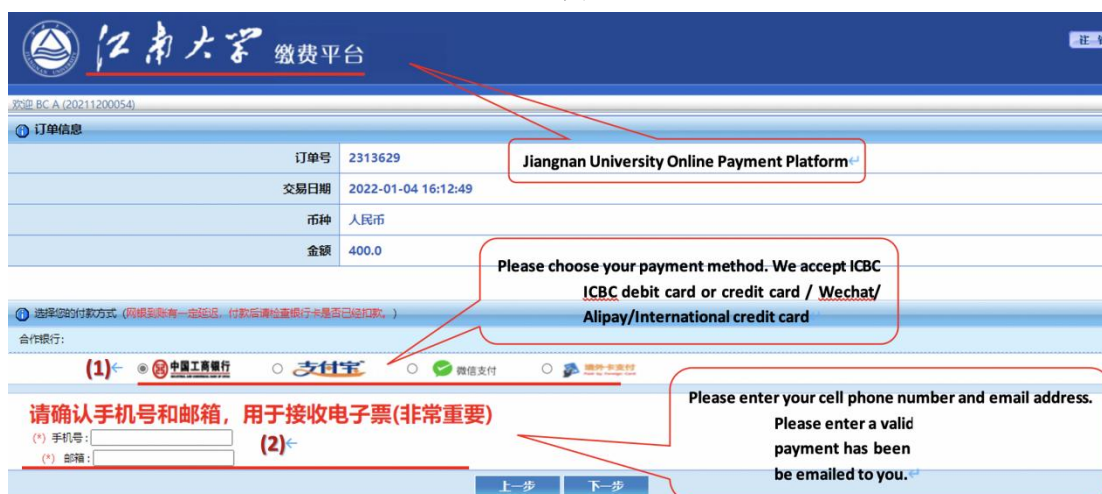 江南大学 缴费平台
欢迎 BC A (20211200054)
订单信息
订单号 2313629
Jiangnan University Online Payment Platform
交易日期 2022-01-04 16:12:49
币种 人民币
金额 400.0
Please choose your payment method. We accept ICBC
ICBC debit card or credit card / Wechat/
Alipay/International credit card
选择您的付款方式（网银到账有一定延迟，付款后请检查银行卡是否已经扣款。）
合作银行:
(1) 中国工商银行 支付宝 微信支付 境外卡支付
Please enter your cell phone number and email address.
Please enter a valid
payment has been
be emailed to you.
请确认手机号和邮箱，用于接收电子票(非常重要)
(*) 手机号:
(2)
(*) 邮箱:
上一步 下一步